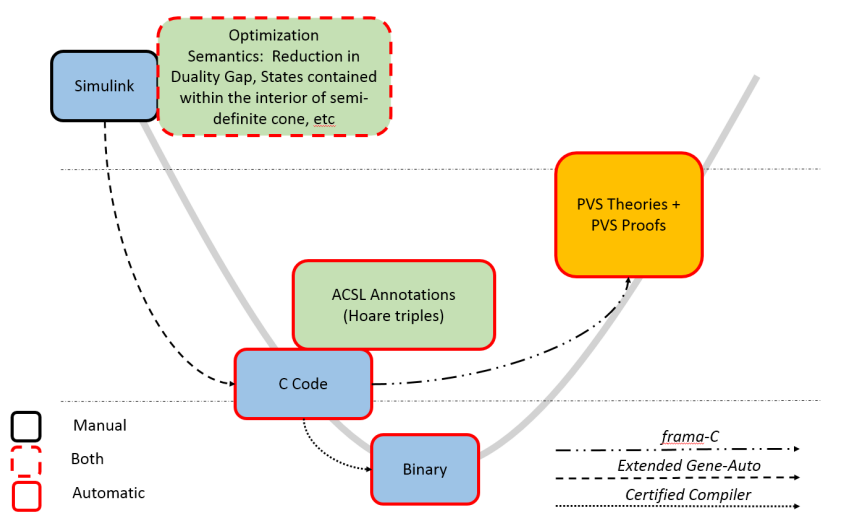 Optimization
Semantics: Reduction in
Duality Gap, States contained
within the interior of semi-
definite cone, etc
Simulink
PVS Theories +
PVS Proofs
ACSL Annotations
(Hoare triples)
C Code
Binary
Manual
Both
Automatic
frama-C
Extended Gene-Auto
Certified Compiler